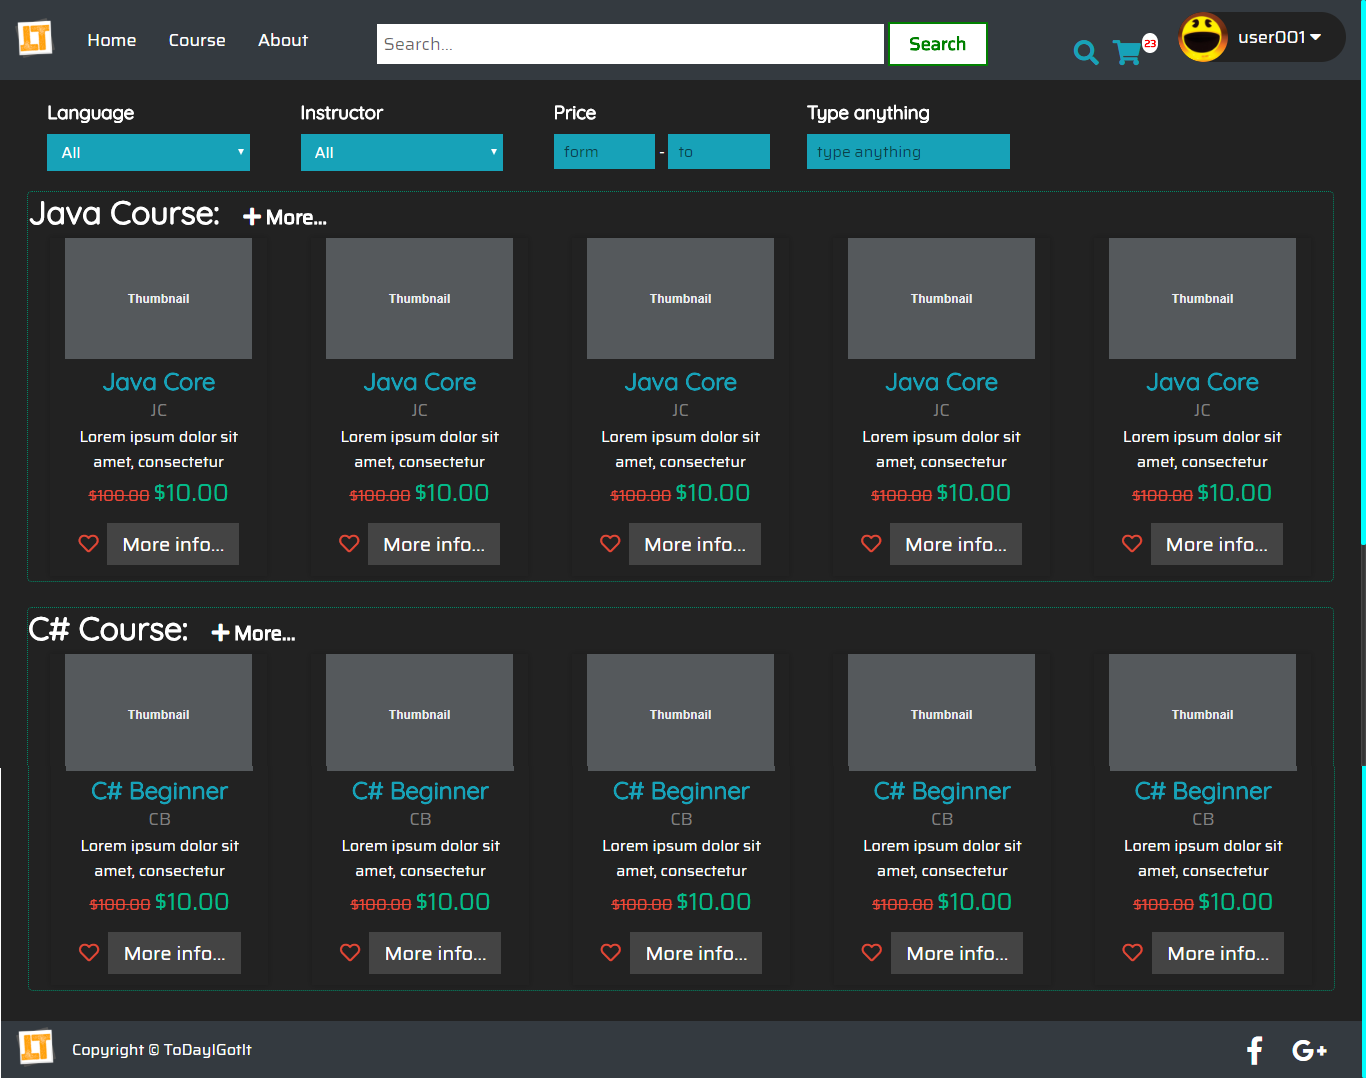 LT Home Course About Search... Search 23 user001
Language Instructor Price Type anything
All All form - to type anything
Java Course: More...
Thumbnail Thumbnail Thumbnail Thumbnail Thumbnail
Java Core Java Core Java Core Java Core Java Core
JC JC JC JC JC
Lorem ipsum dolor sit Lorem ipsum dolor sit Lorem ipsum dolor sit Lorem ipsum dolor sit Lorem ipsum dolor sit
amet, consectetur amet, consectetur amet, consectetur amet, consectetur amet, consectetur
$100.00 $10.00 $100.00 $10.00 $100.00 $10.00 $100.00 $10.00 $100.00 $10.00
More info... More info... More info... More info... More info...
C# Course: More...
Thumbnail Thumbnail Thumbnail Thumbnail Thumbnail
C# Beginner C# Beginner C# Beginner C# Beginner C# Beginner
CB CB CB CB CB
Lorem ipsum dolor sit Lorem ipsum dolor sit Lorem ipsum dolor sit Lorem ipsum dolor sit Lorem ipsum dolor sit
amet, consectetur amet, consectetur amet, consectetur amet, consectetur amet, consectetur
$100.00 $10.00 $100.00 $10.00 $100.00 $10.00 $100.00 $10.00 $100.00 $10.00
More info... More info... More info... More info... More info...
LT Copyright © ToDayIGotIt f G+